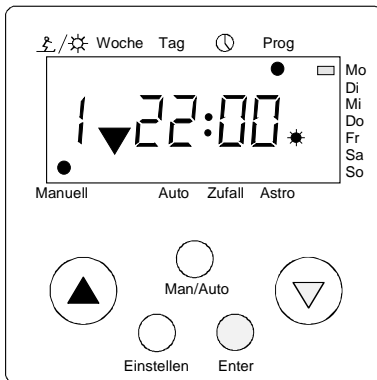 Woche Tag Prog
Mo
Di
Mi
Do
Fr
Sa
So
1 22:00
Manuell Auto Zufall Astro
Man/Auto
Einstellen Enter